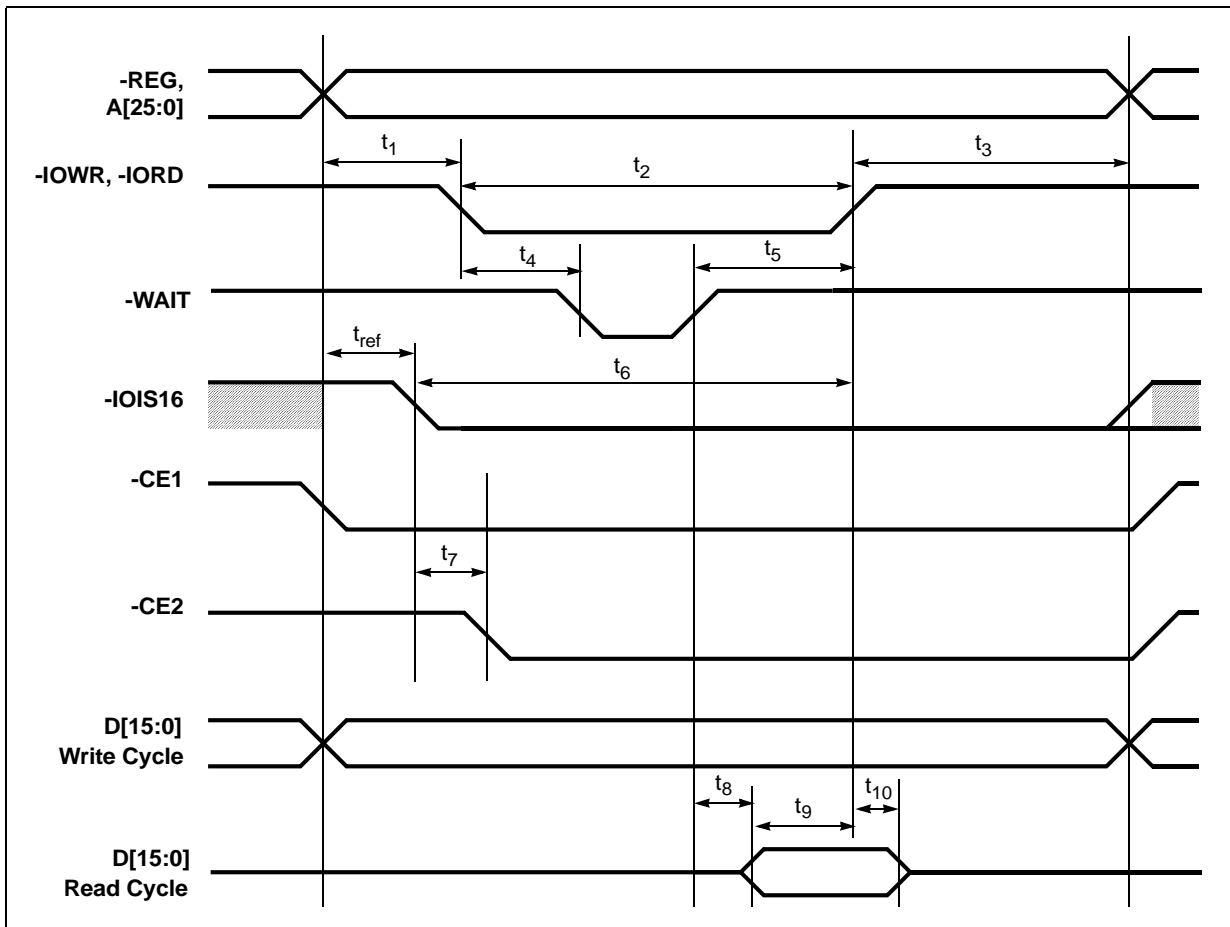 -REG,
A[25:0]
t1
t3
-IOWR, -IORD
t2
t4
t5
-WAIT
tref
t6
-IOIS16
-CE1
t7
-CE2
D[15:0]
Write Cycle
t8
t9
t10
D[15:0]
Read Cycle